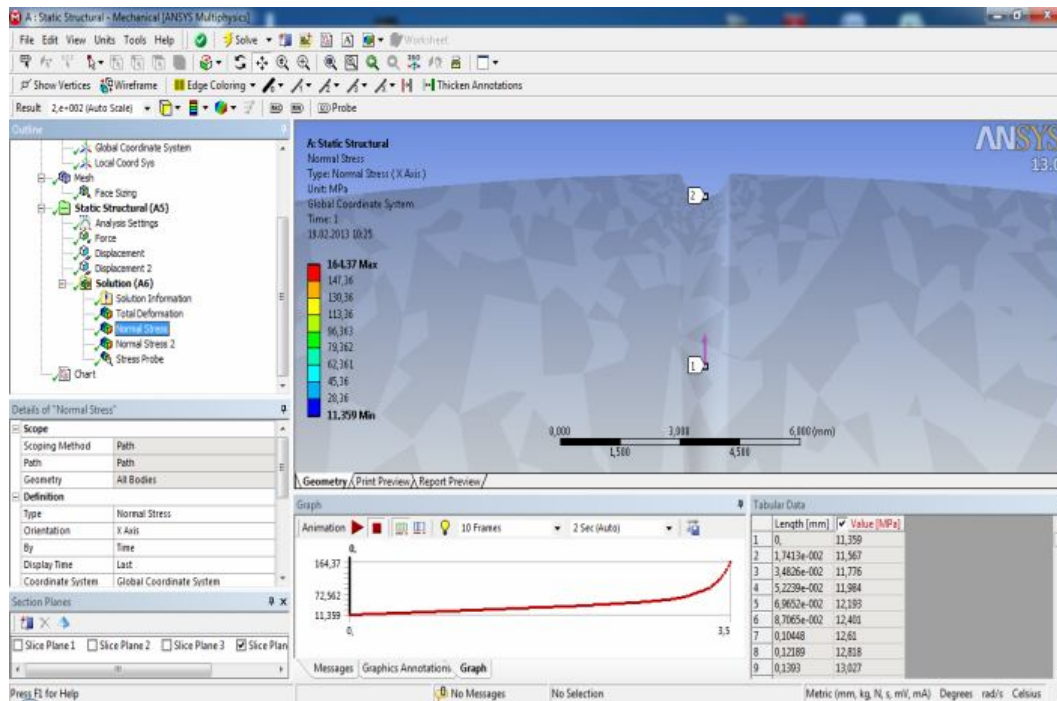 A : Static Structural - Mechanical [ANSYS Multiphysics]
File Edit View Units Tools Help Solve Worksheet
Show Vertices Wireframe Edge Coloring Thicken Annotations
Result 2,e+002 (Auto Scale) Probe
Outline
Global Coordinate System
Local Coord Sys
Mesh
Face Sizing
Static Structural (A5)
Analysis Settings
Force
Displacement
Displacement 2
Solution (A6)
Solution Information
Total Deformation
Normal Stress
Normal Stress 2
Stress Probe
Chart
Details of "Normal Stress"
Scope
Scoping Method Path
Path Path
Geometry All Bodies
Definition
Type Normal Stress
Orientation X Axis
By Time
Display Time Last
Coordinate System Global Coordinate System
Section Planes
Slice Plane 1 Slice Plane 2 Slice Plane 3 Slice Plan
Press F1 for Help
A: Static Structural
Normal Stress
Type: Normal Stress (X Axis)
Unit: MPa
Global Coordinate System
Time: 1
19.02.2013 10:25
164,37 Max
147,36
130,36
113,36
96,363
79,362
62,361
45,36
28,36
11,359 Min
ANSYS
13.0
2
1
0,000 3,000 6,000 (mm)
1,500 4,500
Geometry Print Preview Report Preview
Graph
Animation 10 Frames 2 Sec (Auto)
0,
164,37
72,562
11,359
0, 3,5
Messages Graphics Annotations Graph
Tabular Data
Length [mm] Value [MPa]
1 0, 11,359
2 1,7413e-002 11,567
3 3,4826e-002 11,776
4 5,2239e-002 11,984
5 6,9652e-002 12,193
6 8,7065e-002 12,401
7 0,10448 12,61
8 0,12189 12,818
9 0,1393 13,027
No Messages No Selection Metric (mm, kg, N, s, mV, mA) Degrees rad/s Celsius